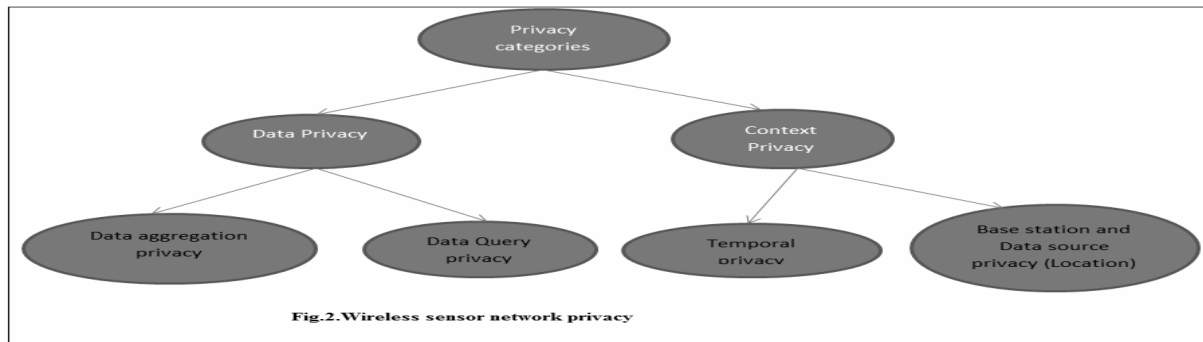 Privacy
categories
Data Privacy
Context
Privacy
Data aggregation
privacy
Data Query
privacy
Temporal
privacy
Base station and
Data source
privacy (Location)
Fig.2.Wireless sensor network privacy